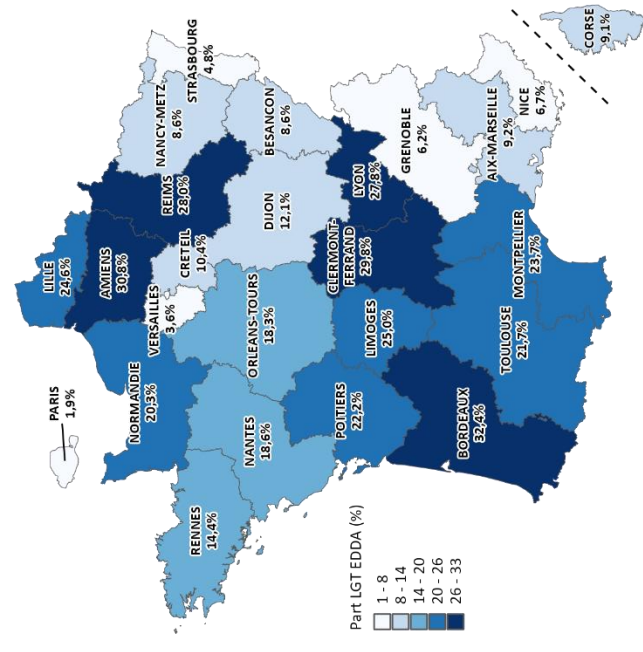 PARIS
1,9%
LILLE
24,6%
AMIENS
30,8%
NORMANDIE
20,3%
REIMS
28,0%
NANCY-METZ
8,6%
STRASBOURG
4,8%
VERSAILLES
3,6%
CRETEIL
10,4%
RENNES
14,4%
NANTES
18,6%
ORLEANS-TOURS
18,3%
DIJON
12,1%
BESANCON
8,6%
POITIERS
22,2%
LIMOGES
25,0%
CLERMONT-
FERRAND
29,8%
LYON
27,8%
GRENOBLE
6,2%
BORDEAUX
32,4%
TOULOUSE
21,7%
MONTPELLIER
23,7%
AIX-MARSEILLE
9,2%
NICE
6,7%
CORSE
9,1%
Part LGT EDDA (%)
1 - 8
8 - 14
14 - 20
20 - 26
26 - 33